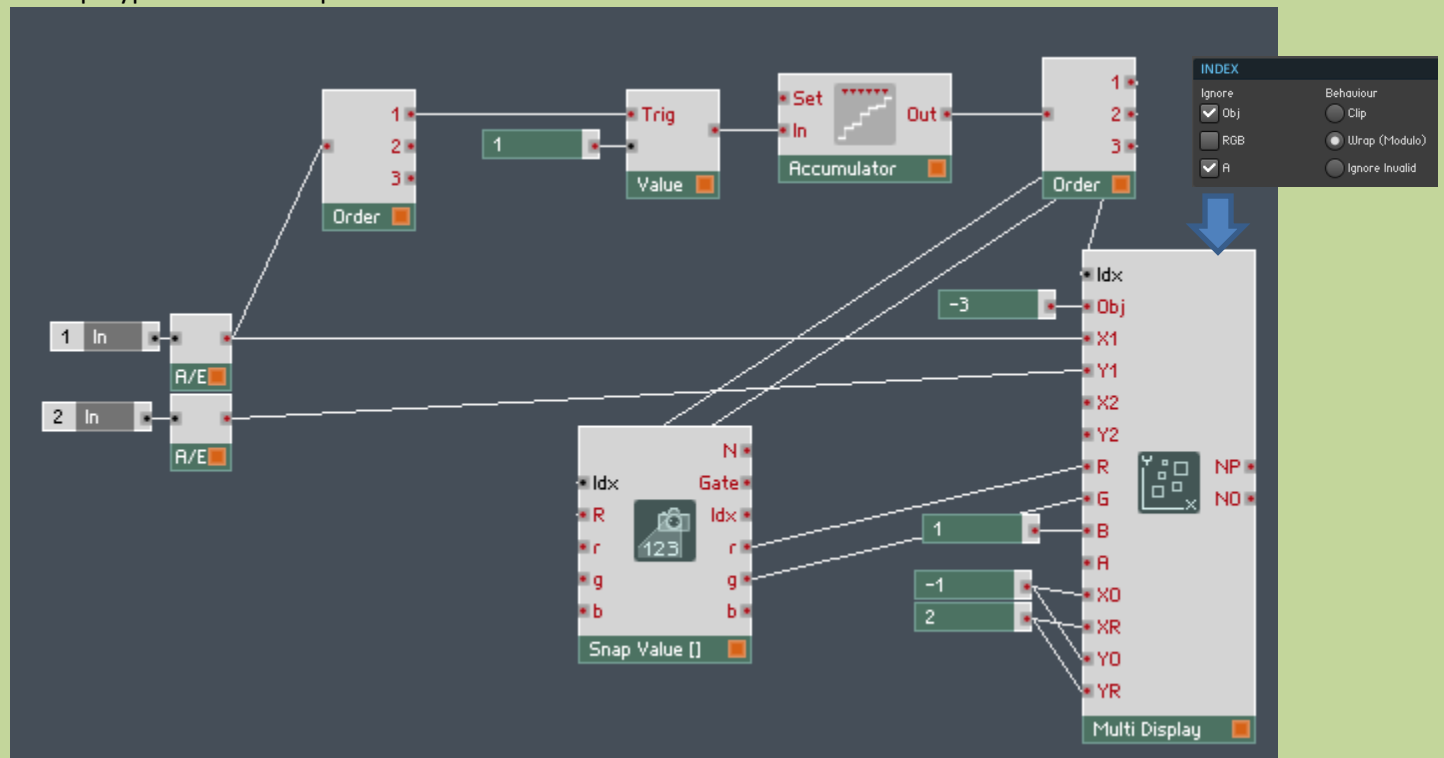 1
2
3
Order
1
Trig
Value
Set
In
Out
Accumulator
1
2
3
Order
INDEX
Ignore
Behaviour
Obj
Clip
RGB
Wrap (Modulo)
A
Ignore Invalid
1 In
A/E
2 In
A/E
-3
1
-1
2
N
Idx
Gate
R
Idx
r
r
g
g
b
b
123
Snap Value []
Idx
Obj
X1
Y1
X2
Y2
R
G
B
A
XO
XR
YO
YR
Y
X
NP
NO
Multi Display